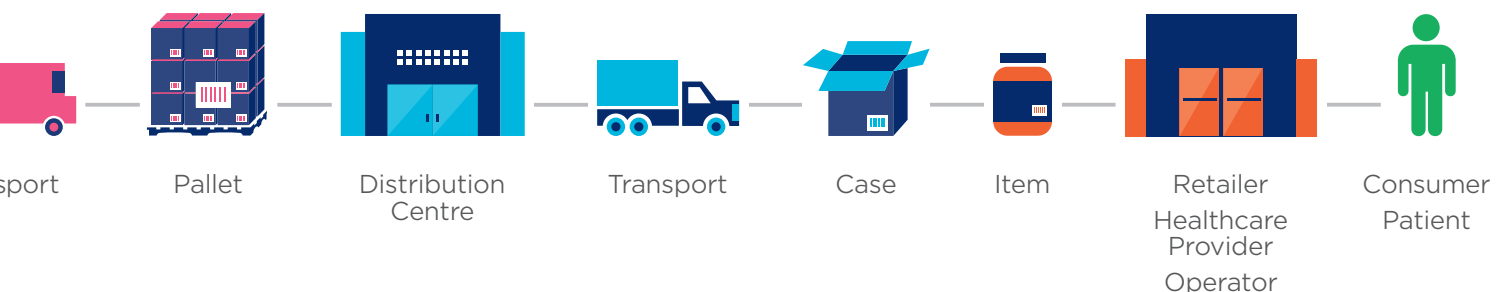 sport
Pallet
Distribution
Centre
Transport
Case
Item
Retailer
Healthcare
Provider
Operator
Consumer
Patient